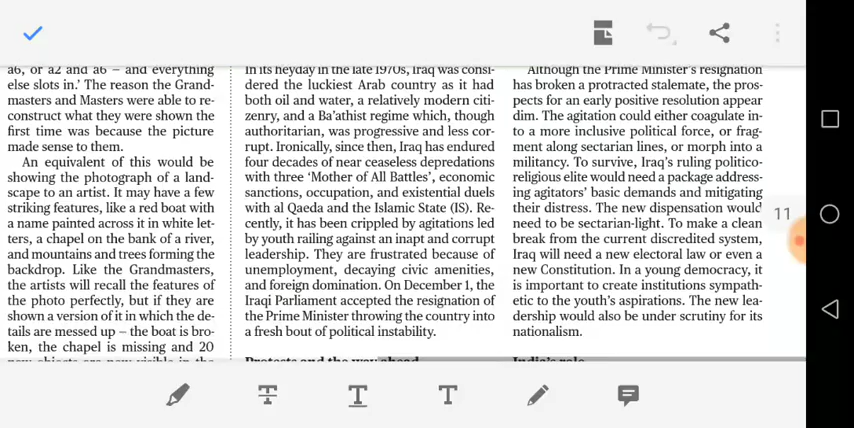 a6, or a2 and a6 – and everything
else slots in.' The reason the Grand-
masters and Masters were able to re-
construct what they were shown the
first time was because the picture
made sense to them.
An equivalent of this would be
showing the photograph of a land-
scape to an artist. It may have a few
striking features, like a red boat with
a name painted across it in white let-
ters, a chapel on the bank of a river,
and mountains and trees forming the
backdrop. Like the Grandmasters,
the artists will recall the features of
the photo perfectly, but if they are
shown a version of it in which the de-
tails are messed up – the boat is bro-
ken, the chapel is missing and 20
new objects are now visible in the
In its heyday in the late 1970s, Iraq was consi-
dered the luckiest Arab country as it had
both oil and water, a relatively modern citi-
zenry, and a Ba'athist regime which, though
authoritarian, was progressive and less cor-
rupt. Ironically, since then, Iraq has endured
four decades of near ceaseless depredations
with three 'Mother of All Battles', economic
sanctions, occupation, and existential duels
with al Qaeda and the Islamic State (IS). Re-
cently, it has been crippled by agitations led
by youth railing against an inapt and corrupt
leadership. They are frustrated because of
unemployment, decaying civic amenities,
and foreign domination. On December 1, the
Iraqi Parliament accepted the resignation of
the Prime Minister throwing the country into
a fresh bout of political instability.
Protests and the way ahead
Although the Prime Minister's resignation
has broken a protracted stalemate, the pros-
pects for an early positive resolution appear
dim. The agitation could either coagulate in-
to a more inclusive political force, or frag-
ment along sectarian lines, or morph into a
militancy. To survive, Iraq's ruling politico-
religious elite would need a package address-
ing agitators' basic demands and mitigating
their distress. The new dispensation would
need to be sectarian-light. To make a clean
break from the current discredited system,
Iraq will need a new electoral law or even a
new Constitution. In a young democracy, it
is important to create institutions sympath-
etic to the youth's aspirations. The new lea-
dership would also be under scrutiny for its
nationalism.
India's role
11
T
T
T